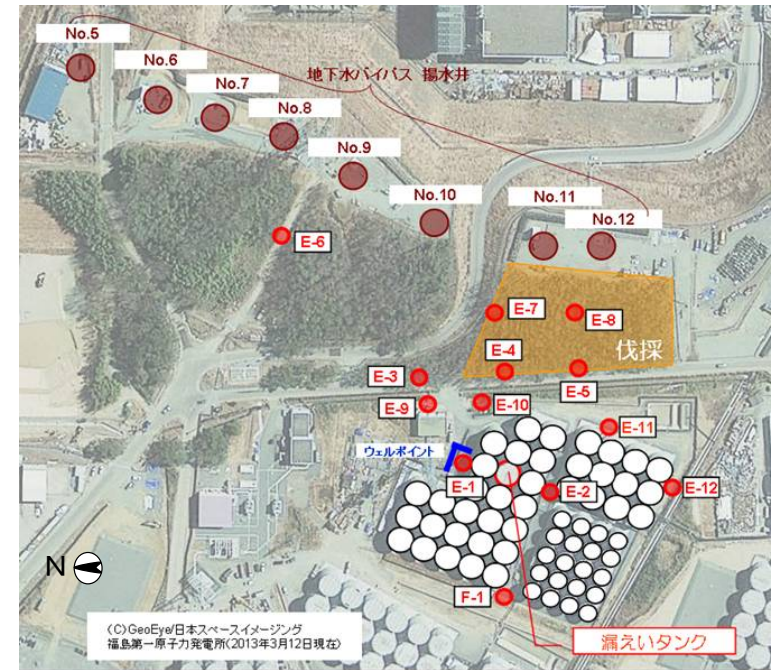 No.5
No.6
No.7
地下水バイパス 揚水井
No.8
No.9
No.10
No.11
No.12
E-6
E-7
E-8
伐採
E-4
E-3
E-5
E-9
E-10
E-11
ウェルポイント
E-1
E-2
E-12
N
F-1
(C)GeoEye/日本スペースイメージング
福島第一原子力発電所(2013年3月12日現在)
漏えいタンク